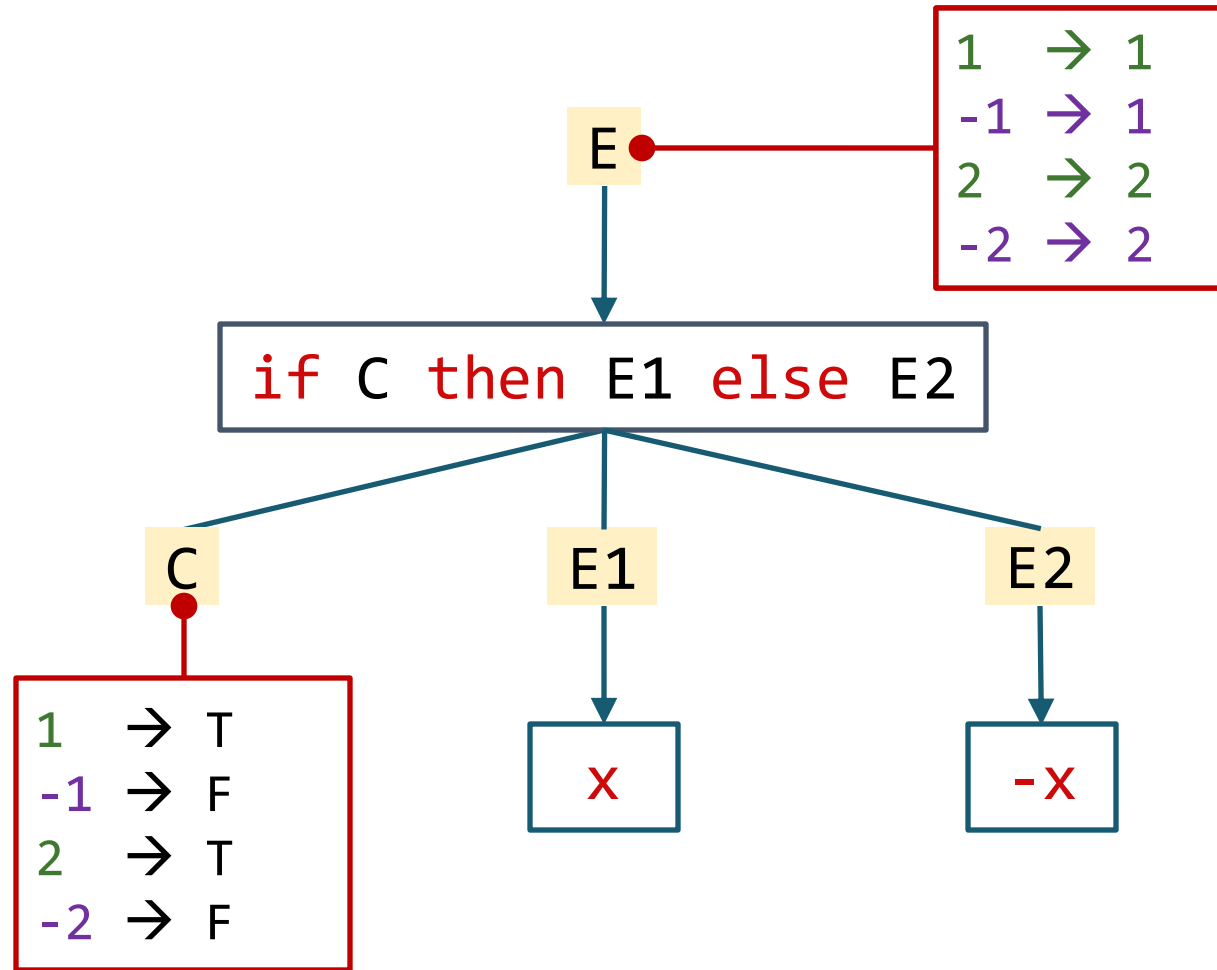 1 → 1
-1 → 1
2 → 2
-2 → 2
E
if C then E1 else E2
C
E1
E2
1 → T
-1 → F
2 → T
-2 → F
x
-x